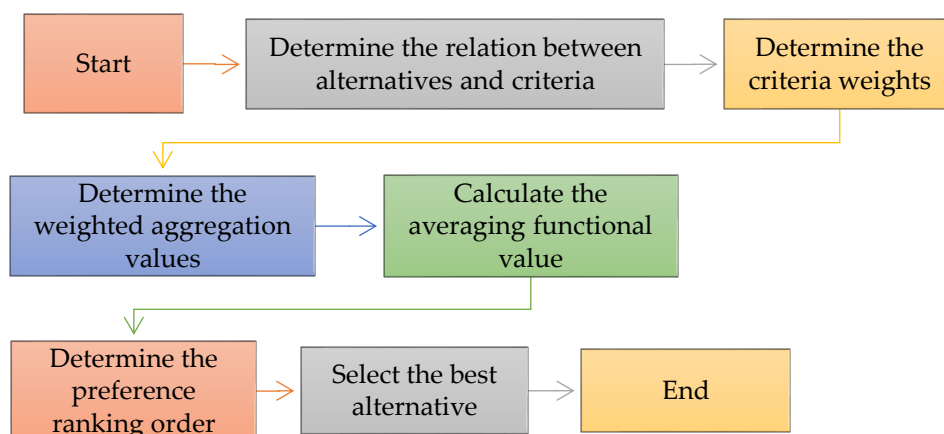 Start
Determine the relation between
alternatives and criteria
Determine the
criteria weights
Determine the
weighted aggregation
values
Calculate the
averaging functional
value
Determine the
preference
ranking order
Select the best
alternative
End